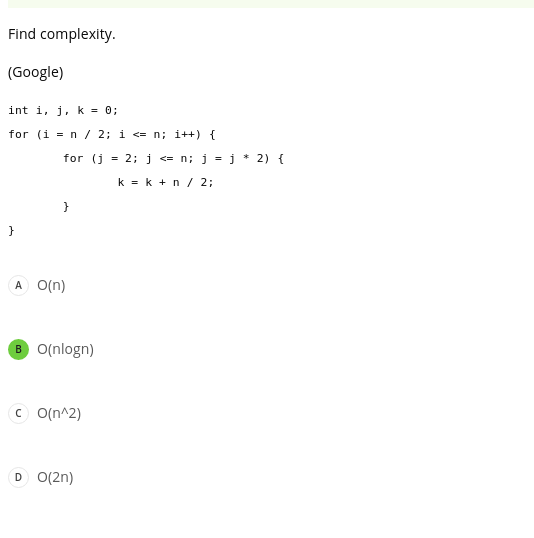 Find complexity.
(Google)
int i, j, k = 0;
for (i = n / 2; i <= n; i++) {
for (j = 2; j <= n; j = j * 2) {
k = k + n / 2;
}
}
A O(n)
B O(nlogn)
C O(n^2)
D O(2n)